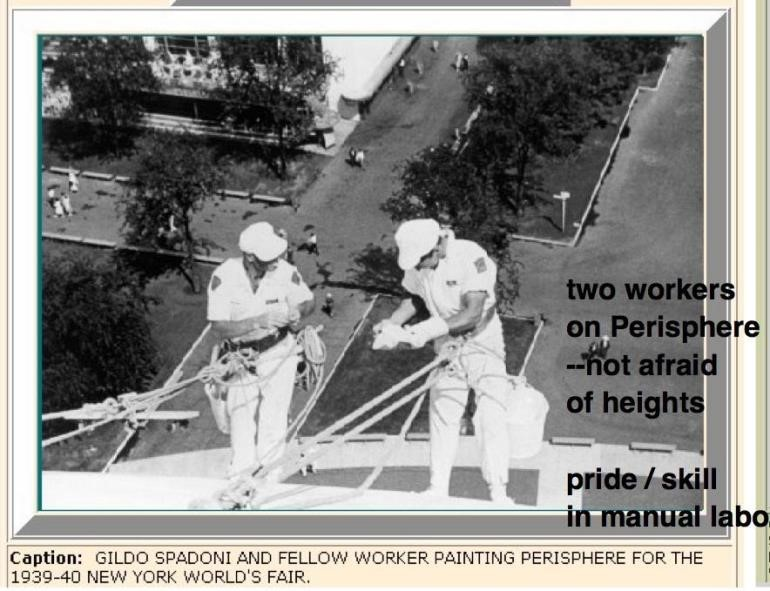 two workers
on Perisphere
--not afraid
of heights
pride / skill
in manual labo
Caption: GILDO SPADONI AND FELLOW WORKER PAINTING PERISPHERE FOR THE
1939-40 NEW YORK WORLD'S FAIR.